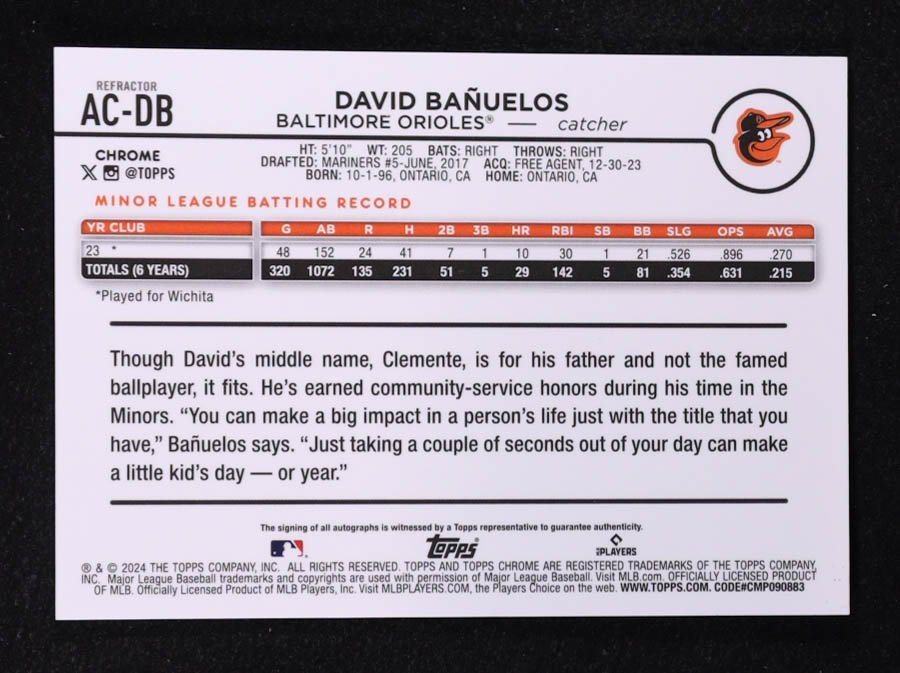 REFRACTOR
AC-DB
DAVID BAÑUELOS
BALTIMORE ORIOLES® — catcher
CHROME
X @TOPPS
HT: 5'10" WT: 205 BATS: RIGHT THROWS: RIGHT
DRAFTED: MARINERS #5-JUNE, 2017 ACQ: FREE AGENT, 12-30-23
BORN: 10-1-96, ONTARIO, CA HOME: ONTARIO, CA
MINOR LEAGUE BATTING RECORD
YR CLUB G AB R H 2B 3B HR RBI SB BB SLG OPS AVG
23 * 48 152 24 41 7 1 10 30 1 21 .526 .896 .270
TOTALS (6 YEARS) 320 1072 135 231 51 5 29 142 5 81 .354 .631 .215
*Played for Wichita
Though David's middle name, Clemente, is for his father and not the famed
ballplayer, it fits. He's earned community-service honors during his time in the
Minors. “You can make a big impact in a person's life just with the title that you
have,” Bañuelos says. “Just taking a couple of seconds out of your day can make
a little kid's day — or year.”
The signing of all autographs is witnessed by a Topps representative to guarantee authenticity.
Topps
PLAYERS
® & © 2024 THE TOPPS COMPANY, INC. ALL RIGHTS RESERVED. TOPPS AND TOPPS CHROME ARE REGISTERED TRADEMARKS OF THE TOPPS COMPANY,
INC. Major League Baseball trademarks and copyrights are used with permission of Major League Baseball. Visit MLB.com. OFFICIALLY LICENSED PRODUCT
OF MLB. Officially Licensed Product of MLB Players, Inc. Visit MLBPLAYERS.COM, the Players Choice on the web. WWW.TOPPS.COM. CODE#CMP090883